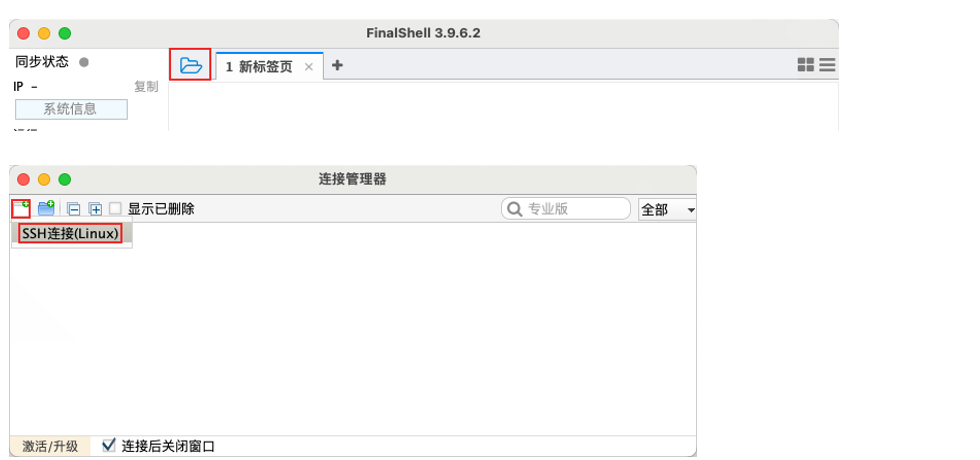 FinalShell 3.9.6.2
同步状态
1 新标签页 × +
IP –
复制
系统信息
连接管理器
显示已删除
专业版
全部
SSH连接(Linux)
激活/升级
连接后关闭窗口